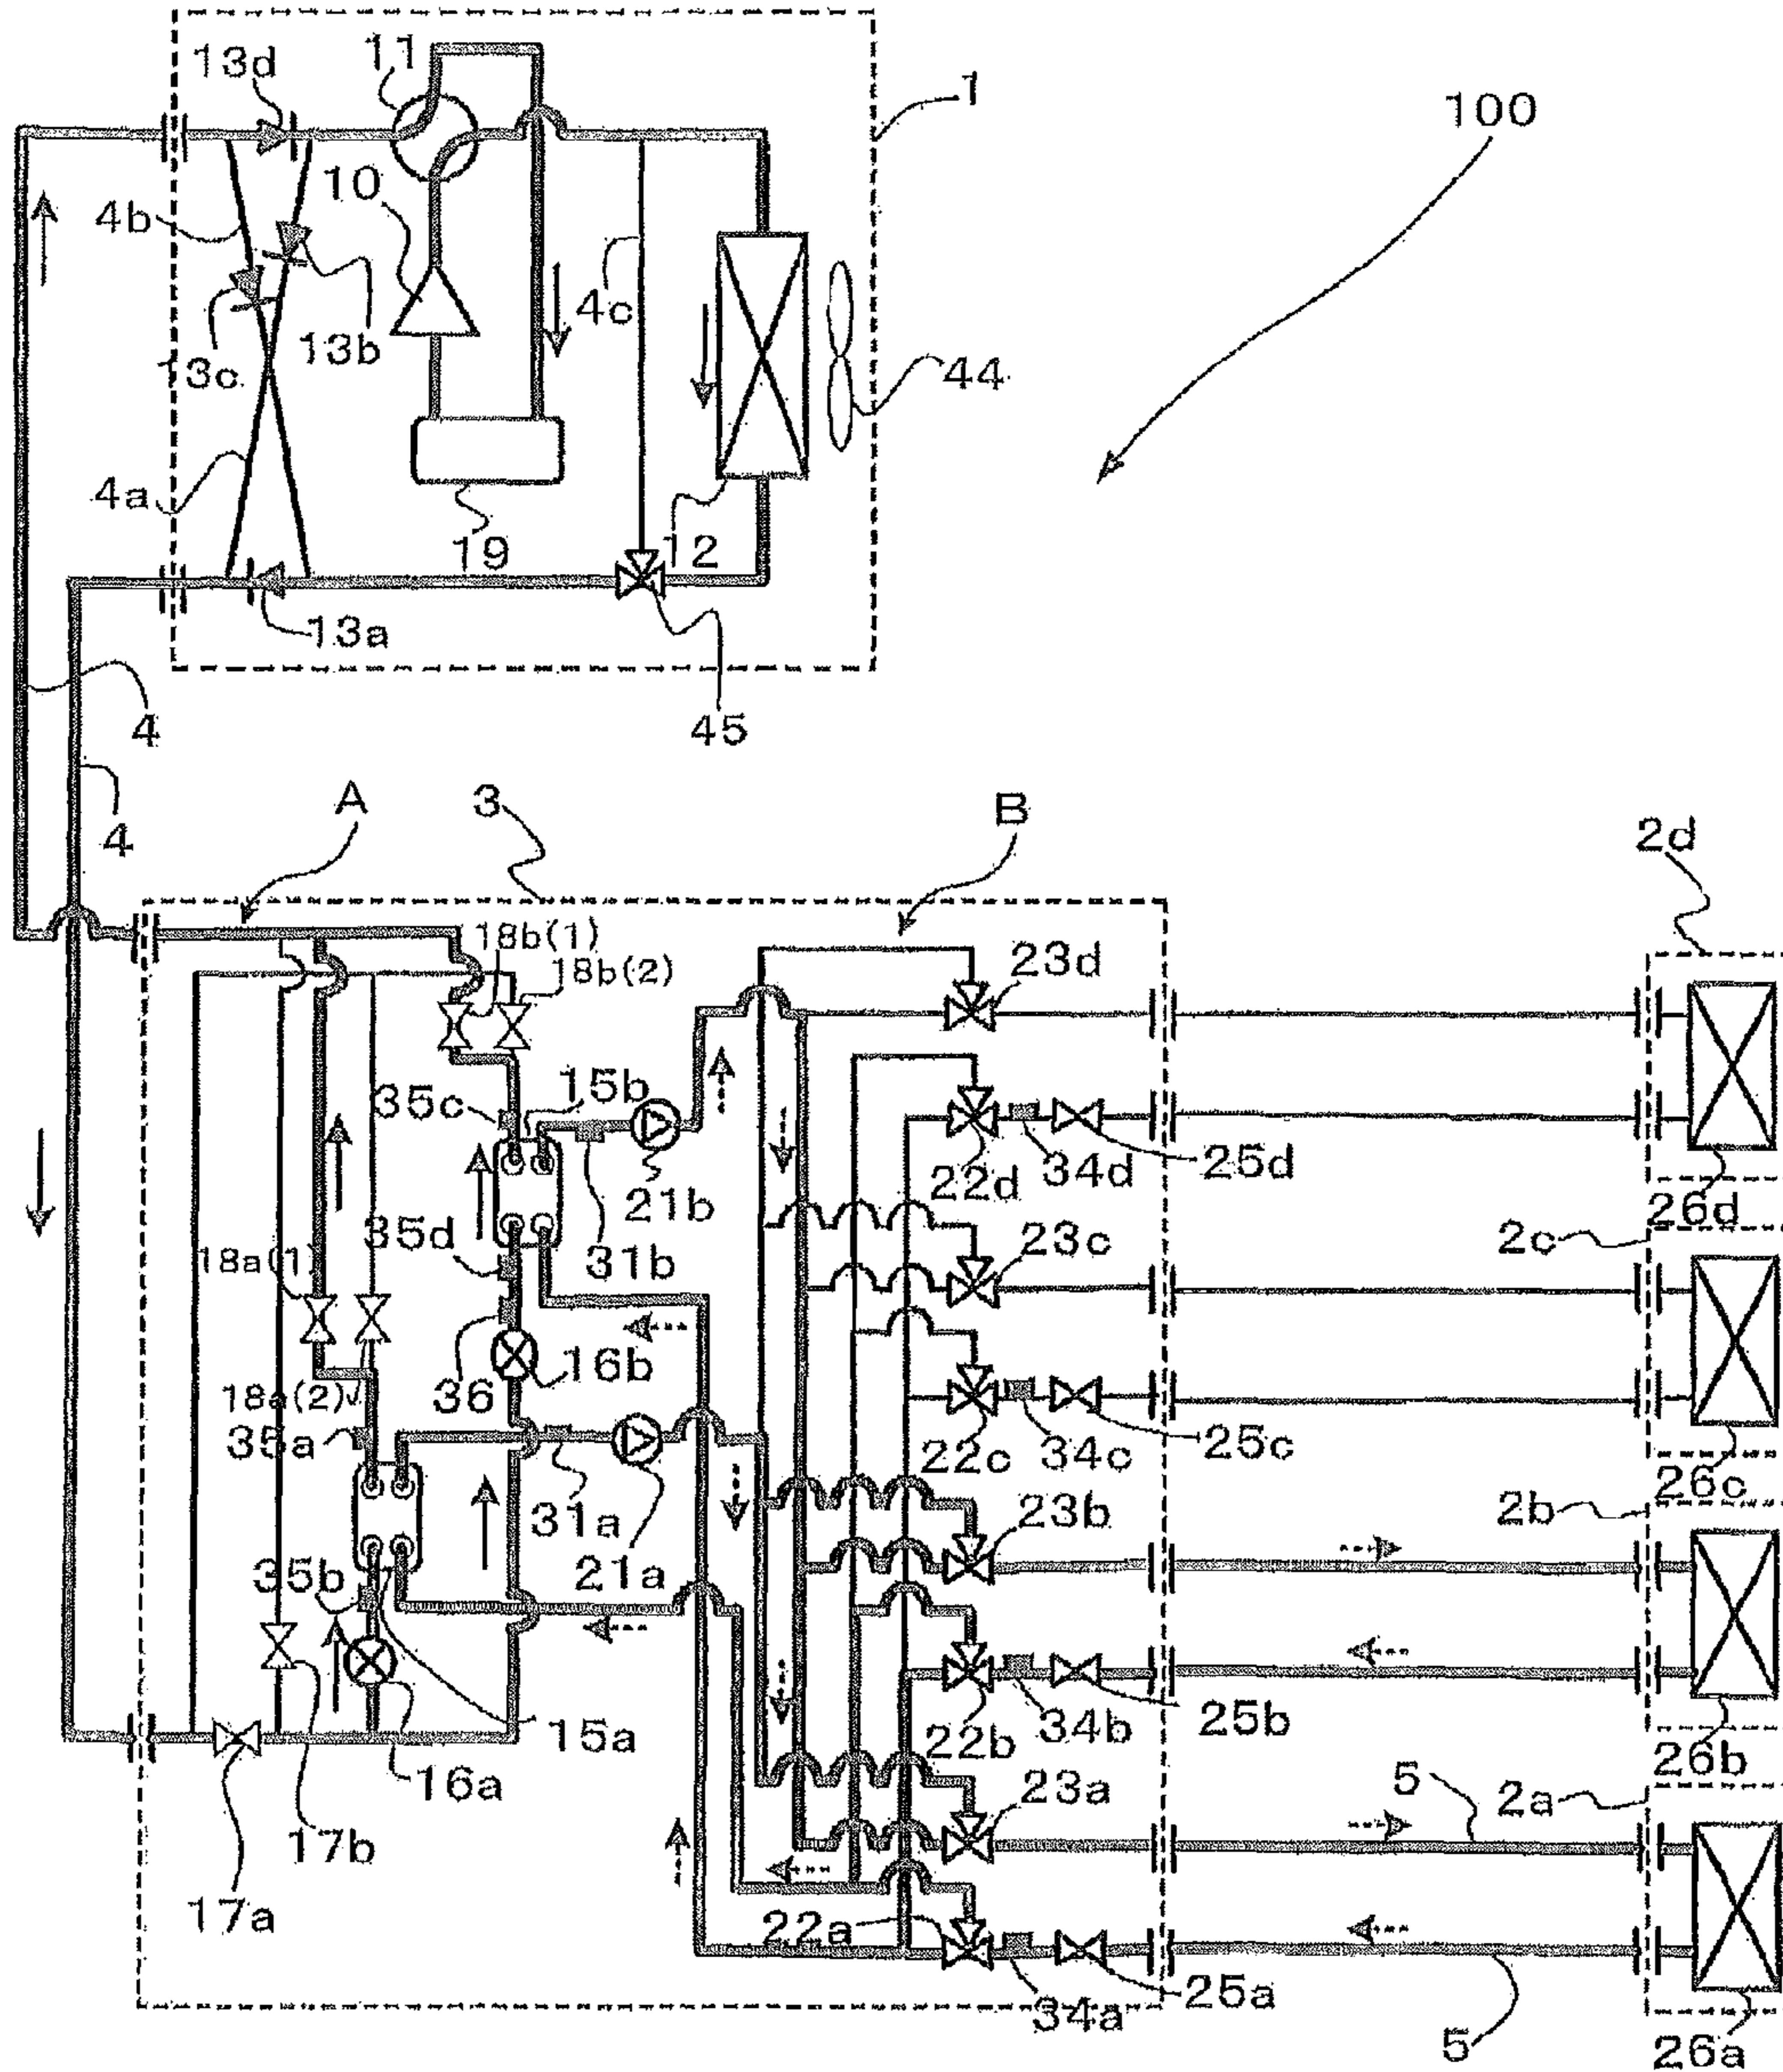 13d
11
1
100
10
4b
4c
13c
13b
44
4a
19
12
13a
4
45
4
A
3
B
2d
18b(1)
18b(2)
23d
35c
15b
22d
34d
25d
21b
26d
35d
31b
2c
23c
18a(1)
36
16b
18a(2)
35a
22c
34c
25c
26c
31a
23b
2b
35b
21a
15a
22b
34b
25b
26b
16a
5
2a
23a
17b
17a
22a
25a
34a
5
26a